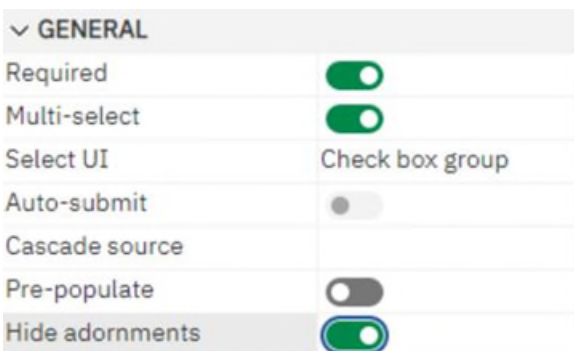 GENERAL
Required
Multi-select
Select UI Check box group
Auto-submit
Cascade source
Pre-populate
Hide adornments